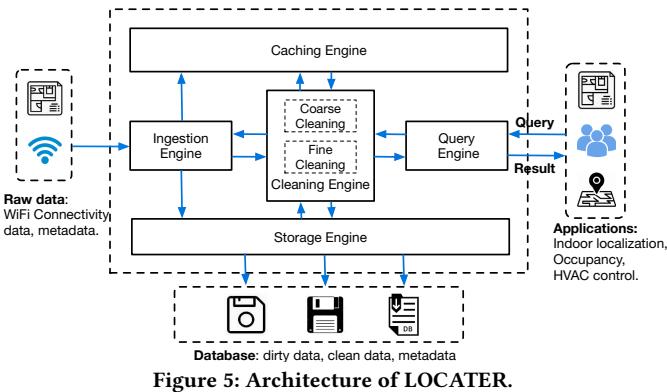 Caching Engine
Coarse
Cleaning
Ingestion
Engine
Fine
Cleaning
Cleaning Engine
Query
Engine
Query
Result
Raw data:
WiFi Connectivity
data, metadata.
Storage Engine
Applications:
Indoor localization,
Occupancy,
HVAC control.
DB
Database: dirty data, clean data, metadata
Figure 5: Architecture of LOCATER.